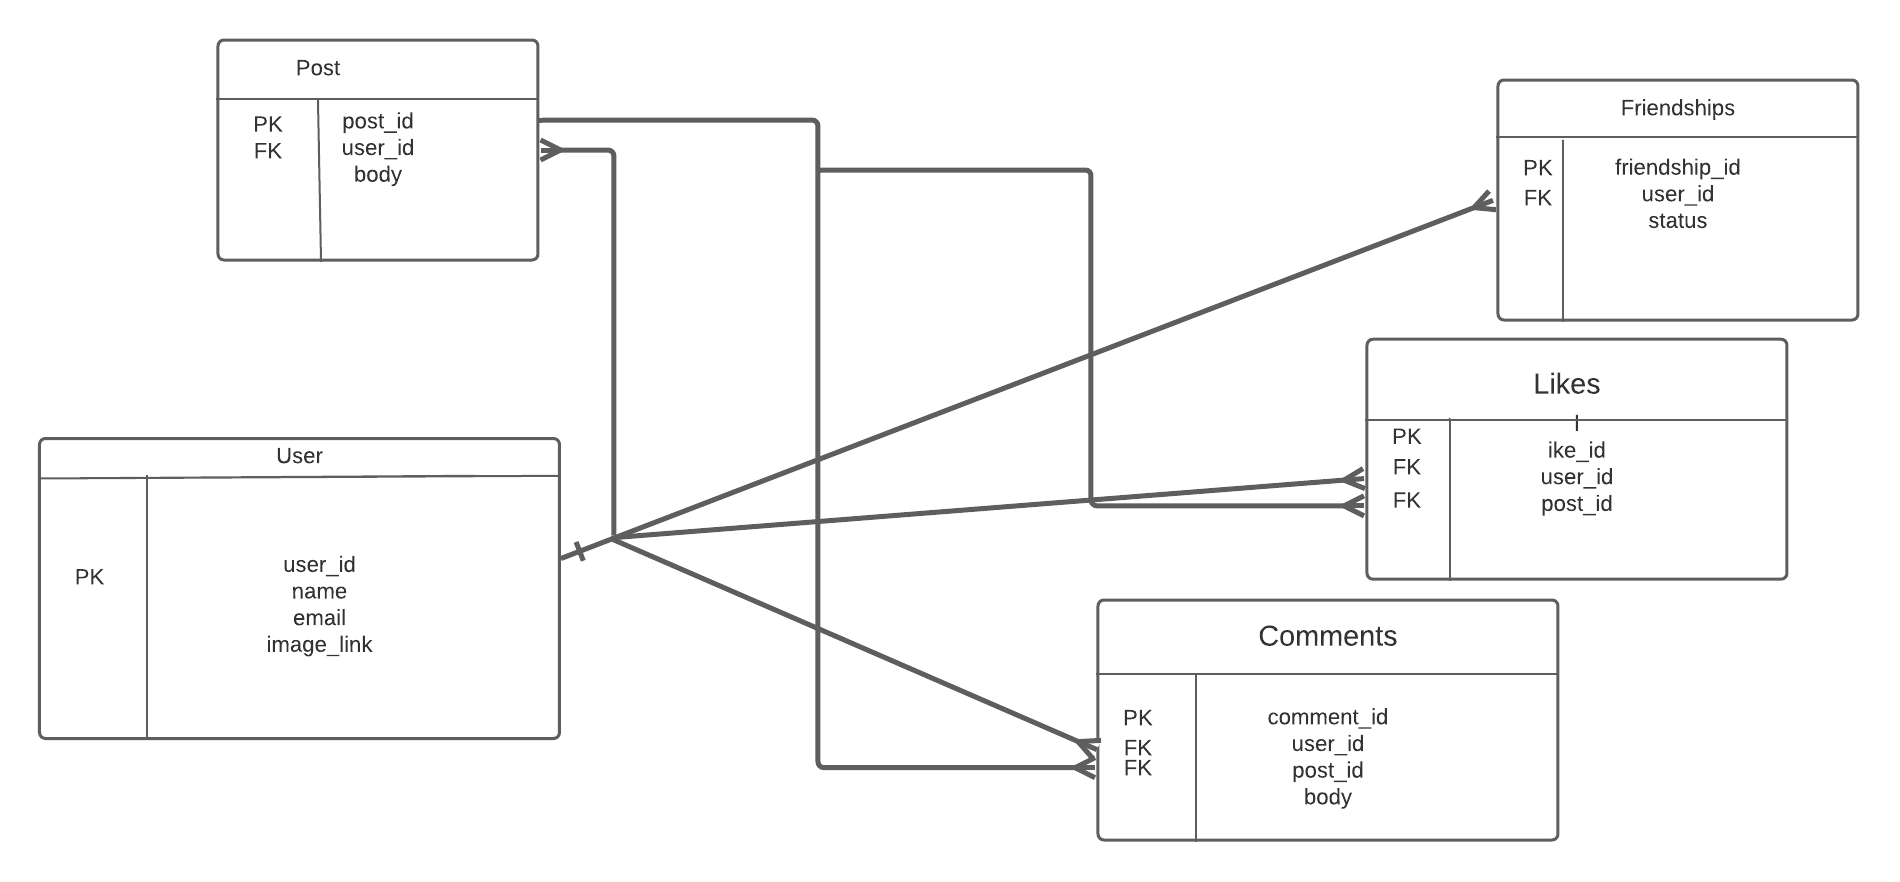 Post
PK post_id
FK user_id
body
Friendships
PK friendship_id
FK user_id
status
Likes
PK
l
ike_id
FK user_id
FK post_id
User
PK user_id
name
email
image_link
Comments
PK comment_id
FK user_id
FK post_id
body